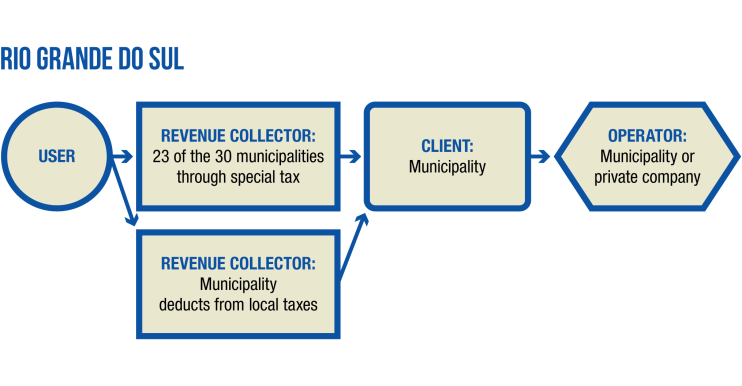 RIO GRANDE DO SUL
USER
REVENUE COLLECTOR:
23 of the 30 municipalities
through special tax
CLIENT:
Municipality
OPERATOR:
Municipality or
private company
REVENUE COLLECTOR:
Municipality
deducts from local taxes